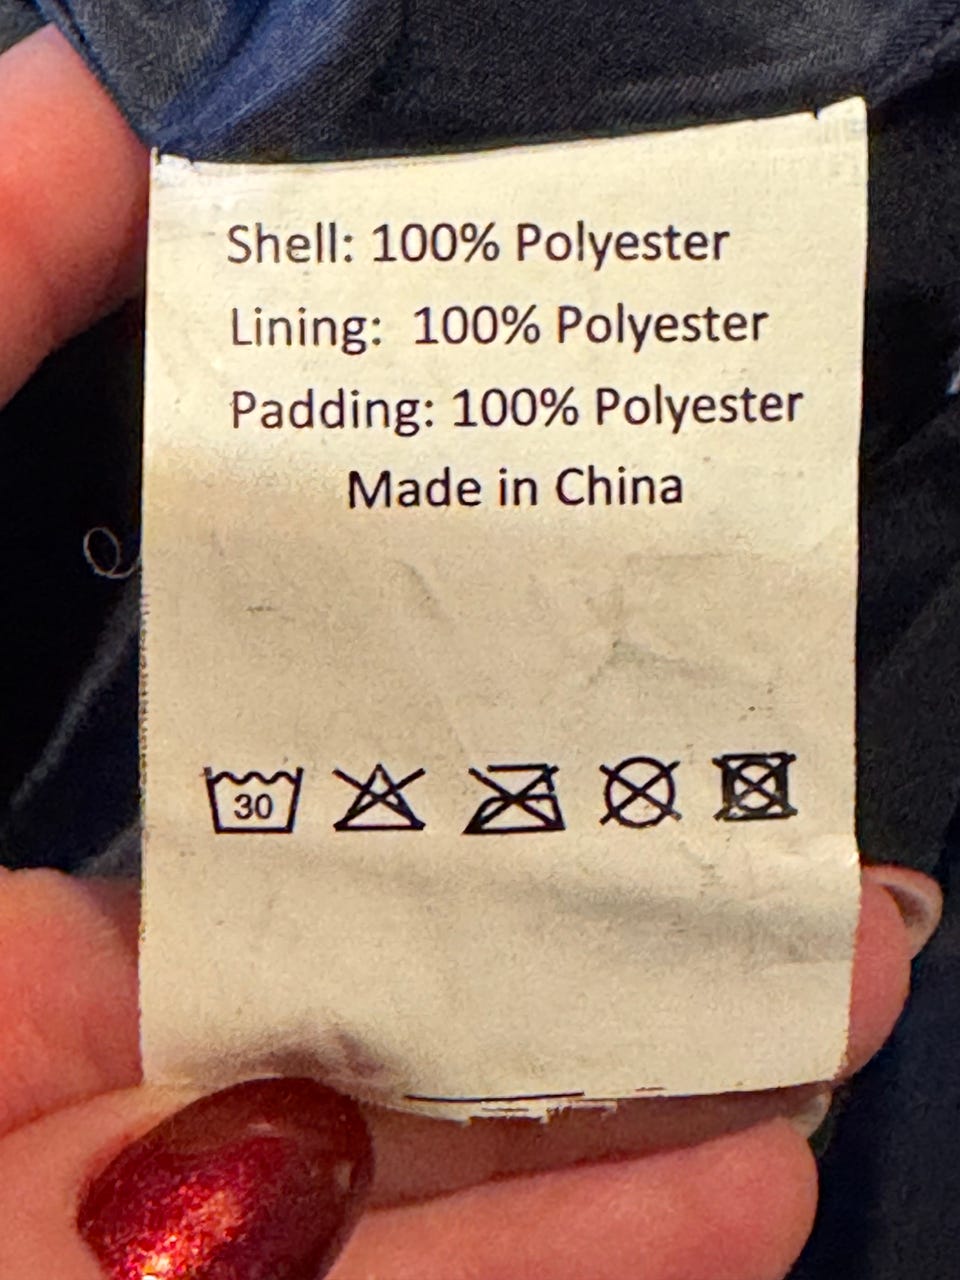 Shell: 100% Polyester
Lining: 100% Polyester
Padding: 100% Polyester
Made in China
30